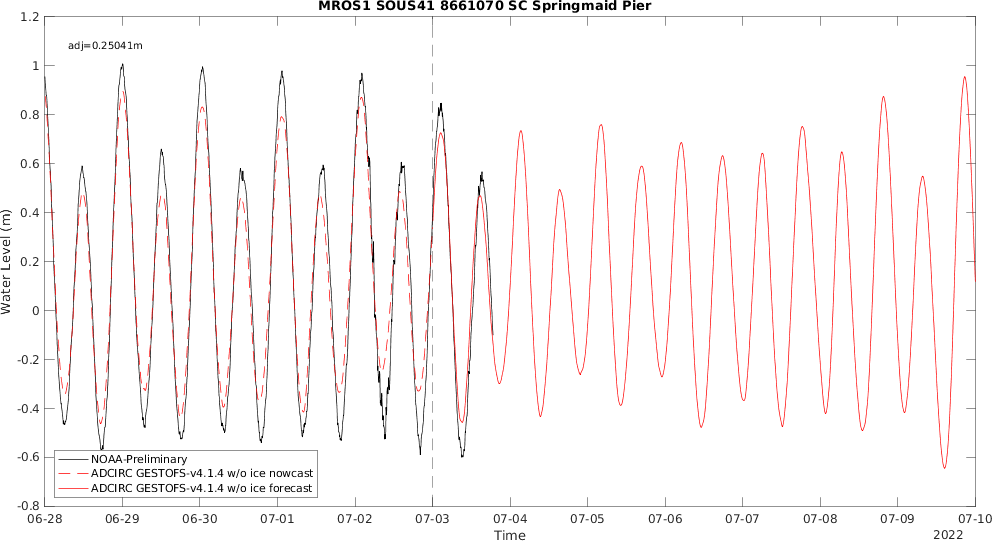 MROS1 SOUS41 8661070 SC Springmaid Pier
adj=0.25041m
1.2
1
0.8
0.6
0.4
0.2
0
-0.2
-0.4
-0.6
-0.8
Water Level (m)
NOAA-Preliminary
ADCIRC GESTOFS-v4.1.4 w/o ice nowcast
ADCIRC GESTOFS-v4.1.4 w/o ice forecast
06-28 06-29 06-30 07-01 07-02 07-03 07-04 07-05 07-06 07-07 07-08 07-09 07-10
Time
2022